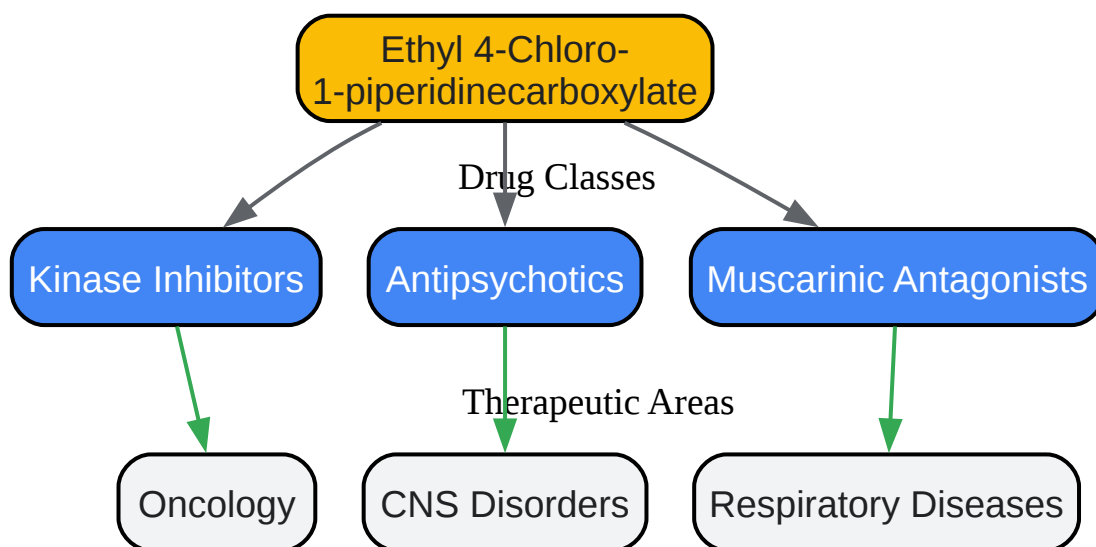 Ethyl 4-Chloro-
1-piperidinecarboxylate
Drug Classes
Kinase Inhibitors
Antipsychotics
Muscarinic Antagonists
Therapeutic Areas
Oncology
CNS Disorders
Respiratory Diseases